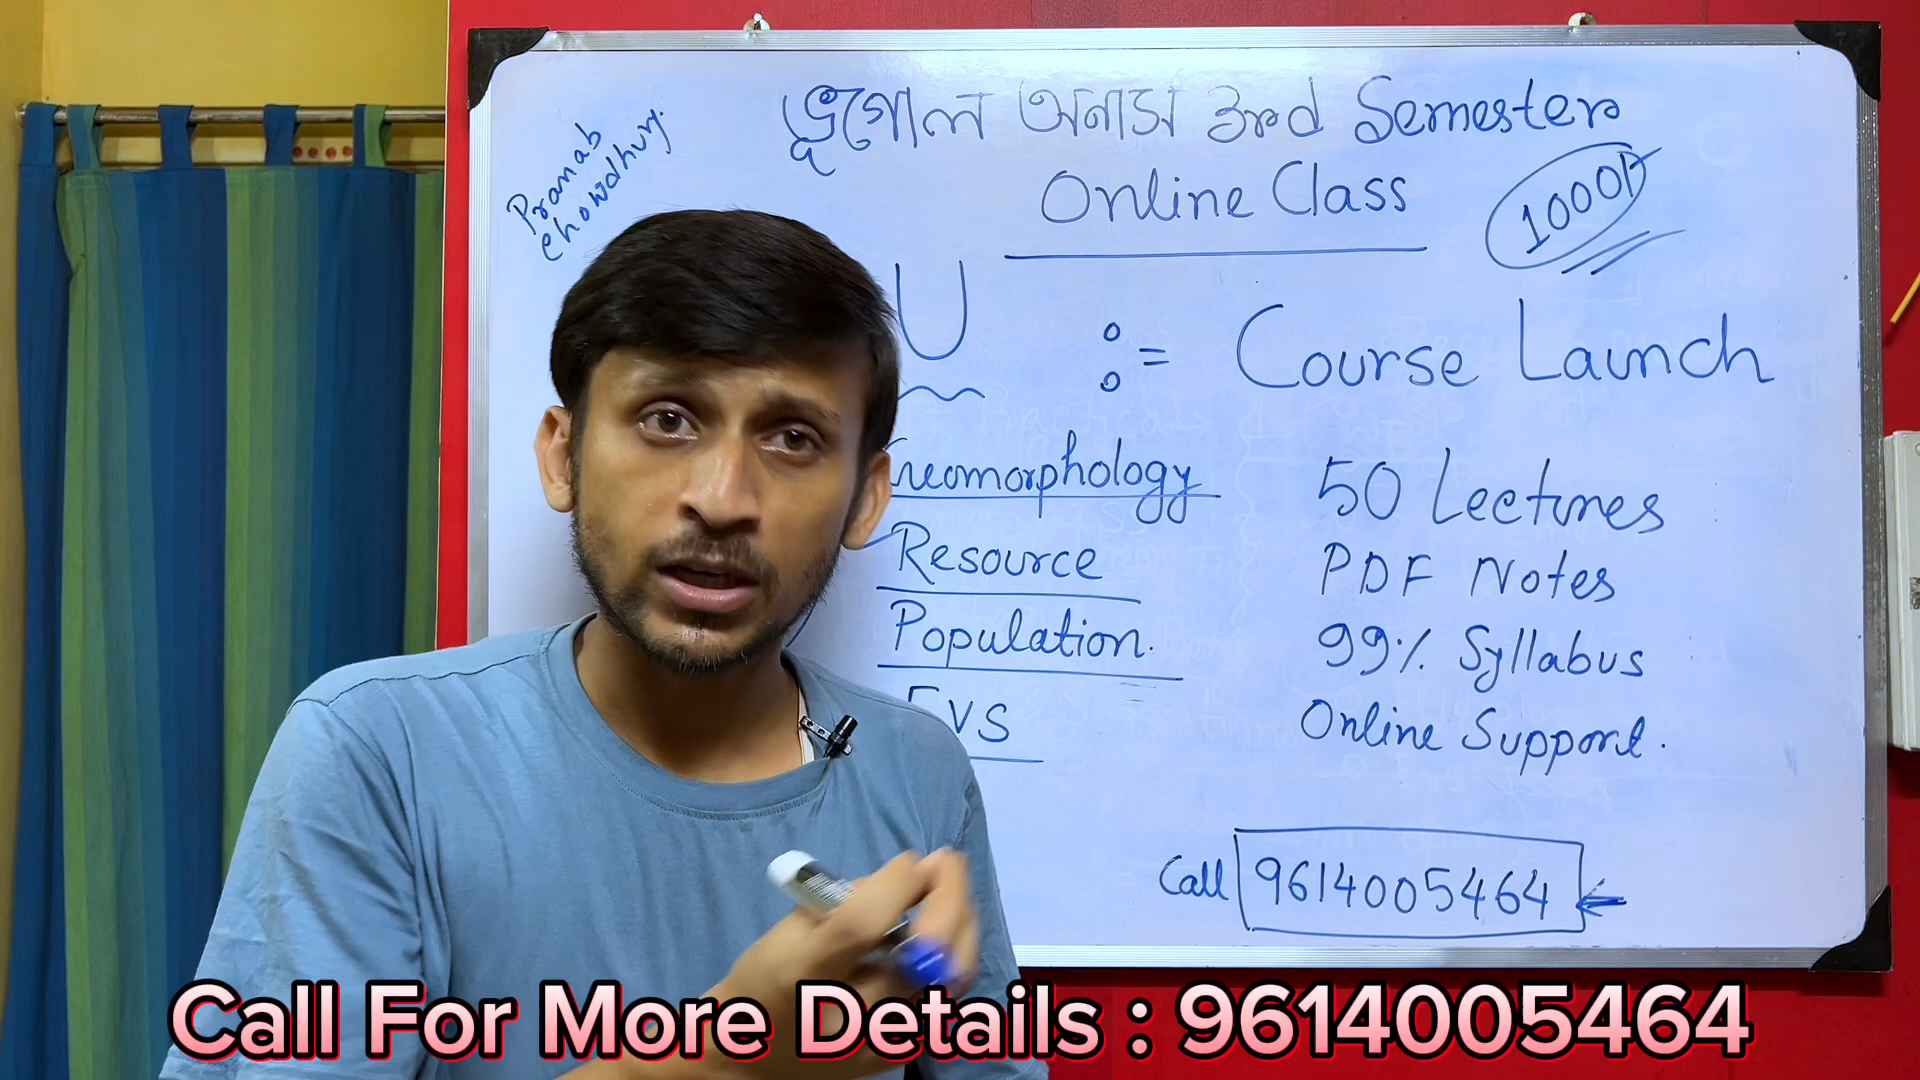 Pranab
Chowdhury.
ভূগোল অনার্স 3rd Semester
Online Class
1000/-
U
:= Course Launch
Geomorphology
Resource
Population.
EVS
50 Lectures
PDF Notes
99% Syllabus
Online Support.
Call 9614005464
Call For More Details : 9614005464